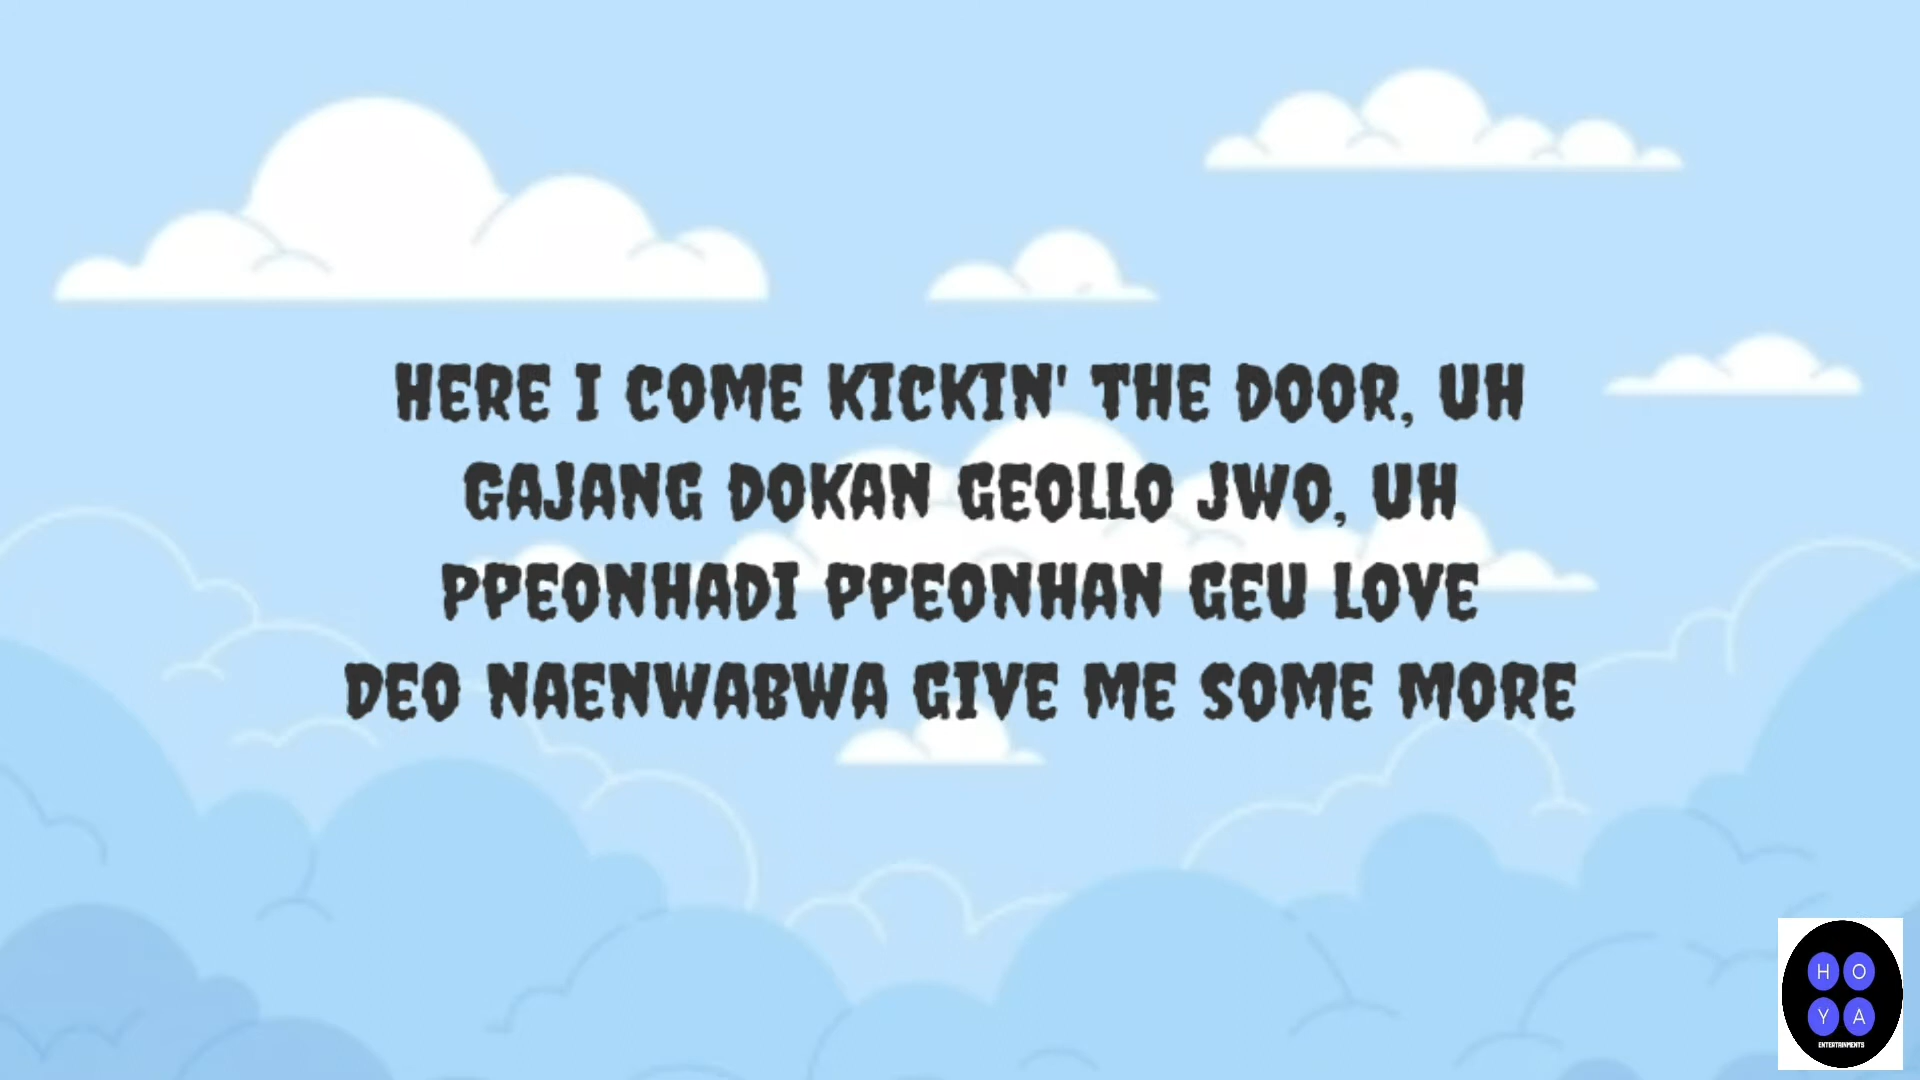 HERE I COME KICKIN' THE DOOR, UH
GAJANG DOKAN GEOLLO JWO, UH
PPEONHADI PPEONHAN GEU LOVE
DEO NAENWABWA GIVE ME SOME MORE
H O
Y A
ENTERTAINMENTS